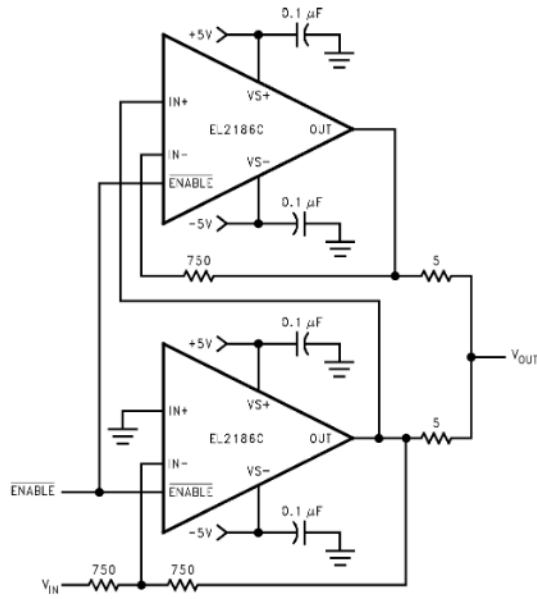 0.1 μF
+5V
VS+
IN+
EL2186C
OUT
IN-
VS-
ENABLE
0.1 μF
-5V
750
5
0.1 μF
+5V
VOUT
VS+
IN+
5
EL2186C
OUT
IN-
VS-
ENABLE
ENABLE
0.1 μF
-5V
750
750
VIN